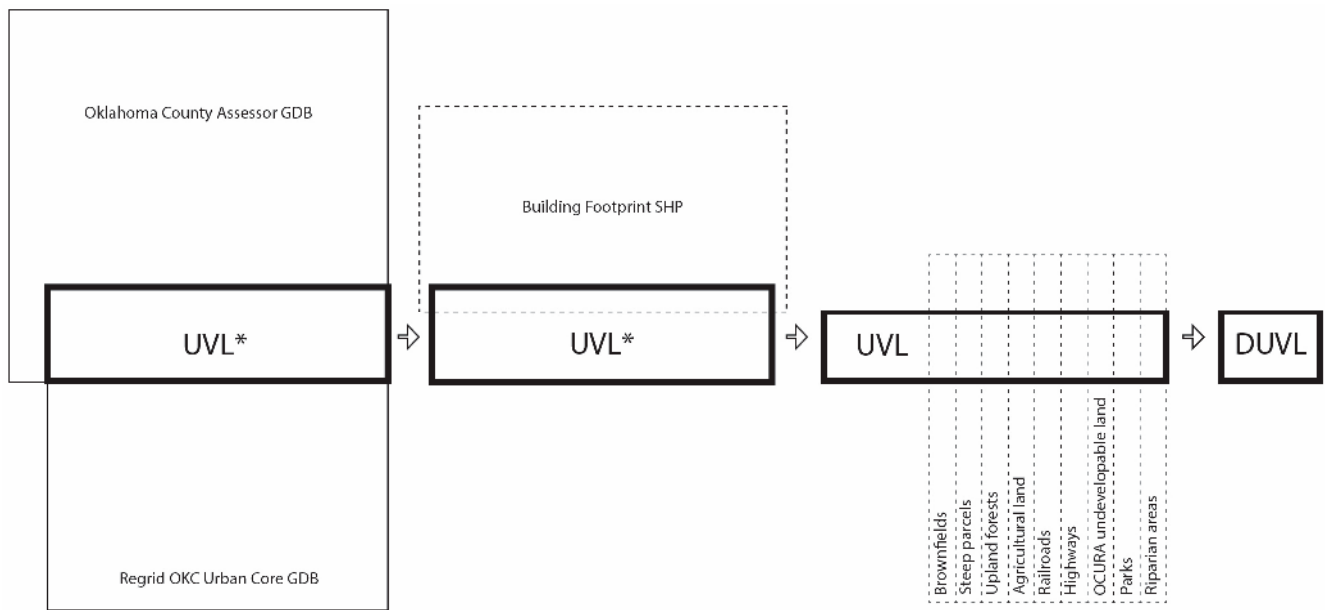 Oklahoma County Assessor GDB
UVL*
Regrid OKC Urban Core GDB
Building Footprint SHP
UVL*
UVL
Brownfields
Steep parcels
Upland forests
Agricultural land
Railroads
Highways
OCURA undevelopable land
Parks
Riparian areas
DUVL